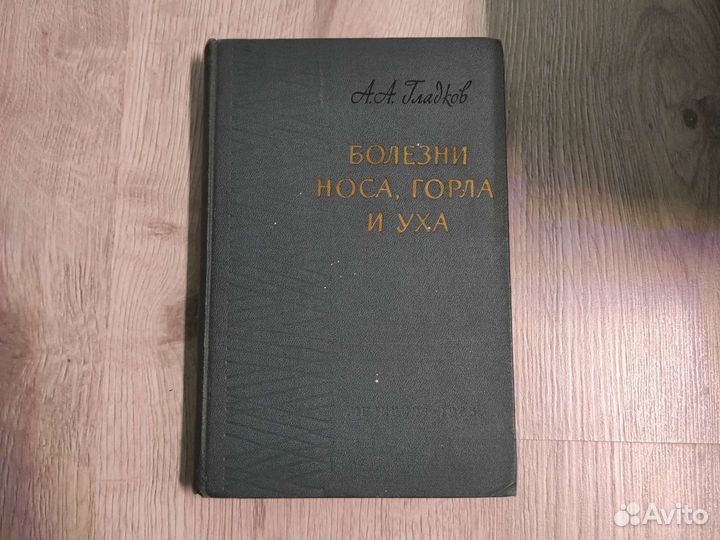 А.А. Гладков
БОЛЕЗНИ
НОСА, ГОРЛА
И УХА
Avito